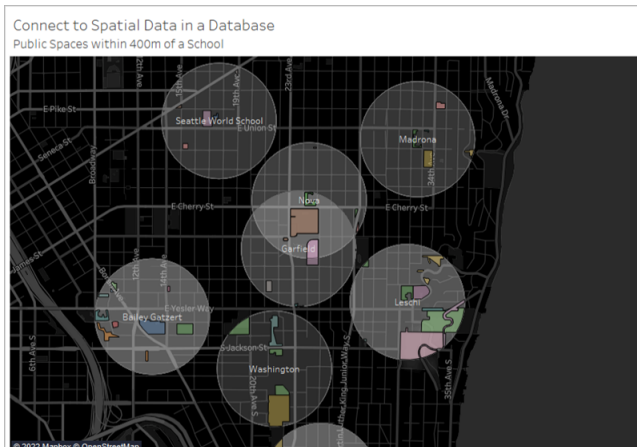 Connect to Spatial Data in a Database
Public Spaces within 400m of a School
12th Ave
15th Ave
19th Ave
23rd Ave
Madrona Dr
E Pike St
Seattle World School
E Union St
Seneca St
Madrona
Broadway
34th Ave
Nova
E Cherry St
E Cherry St
Garfield
James St
12th Ave
14th Ave
Leschi
E Yesler Way
Bailey Gatzert
S Jackson St
6th Ave S
Washington
20th Ave S
Martin Luther King Junior Way S
35th Ave S
© 2022 Mapbox © OpenStreetMap